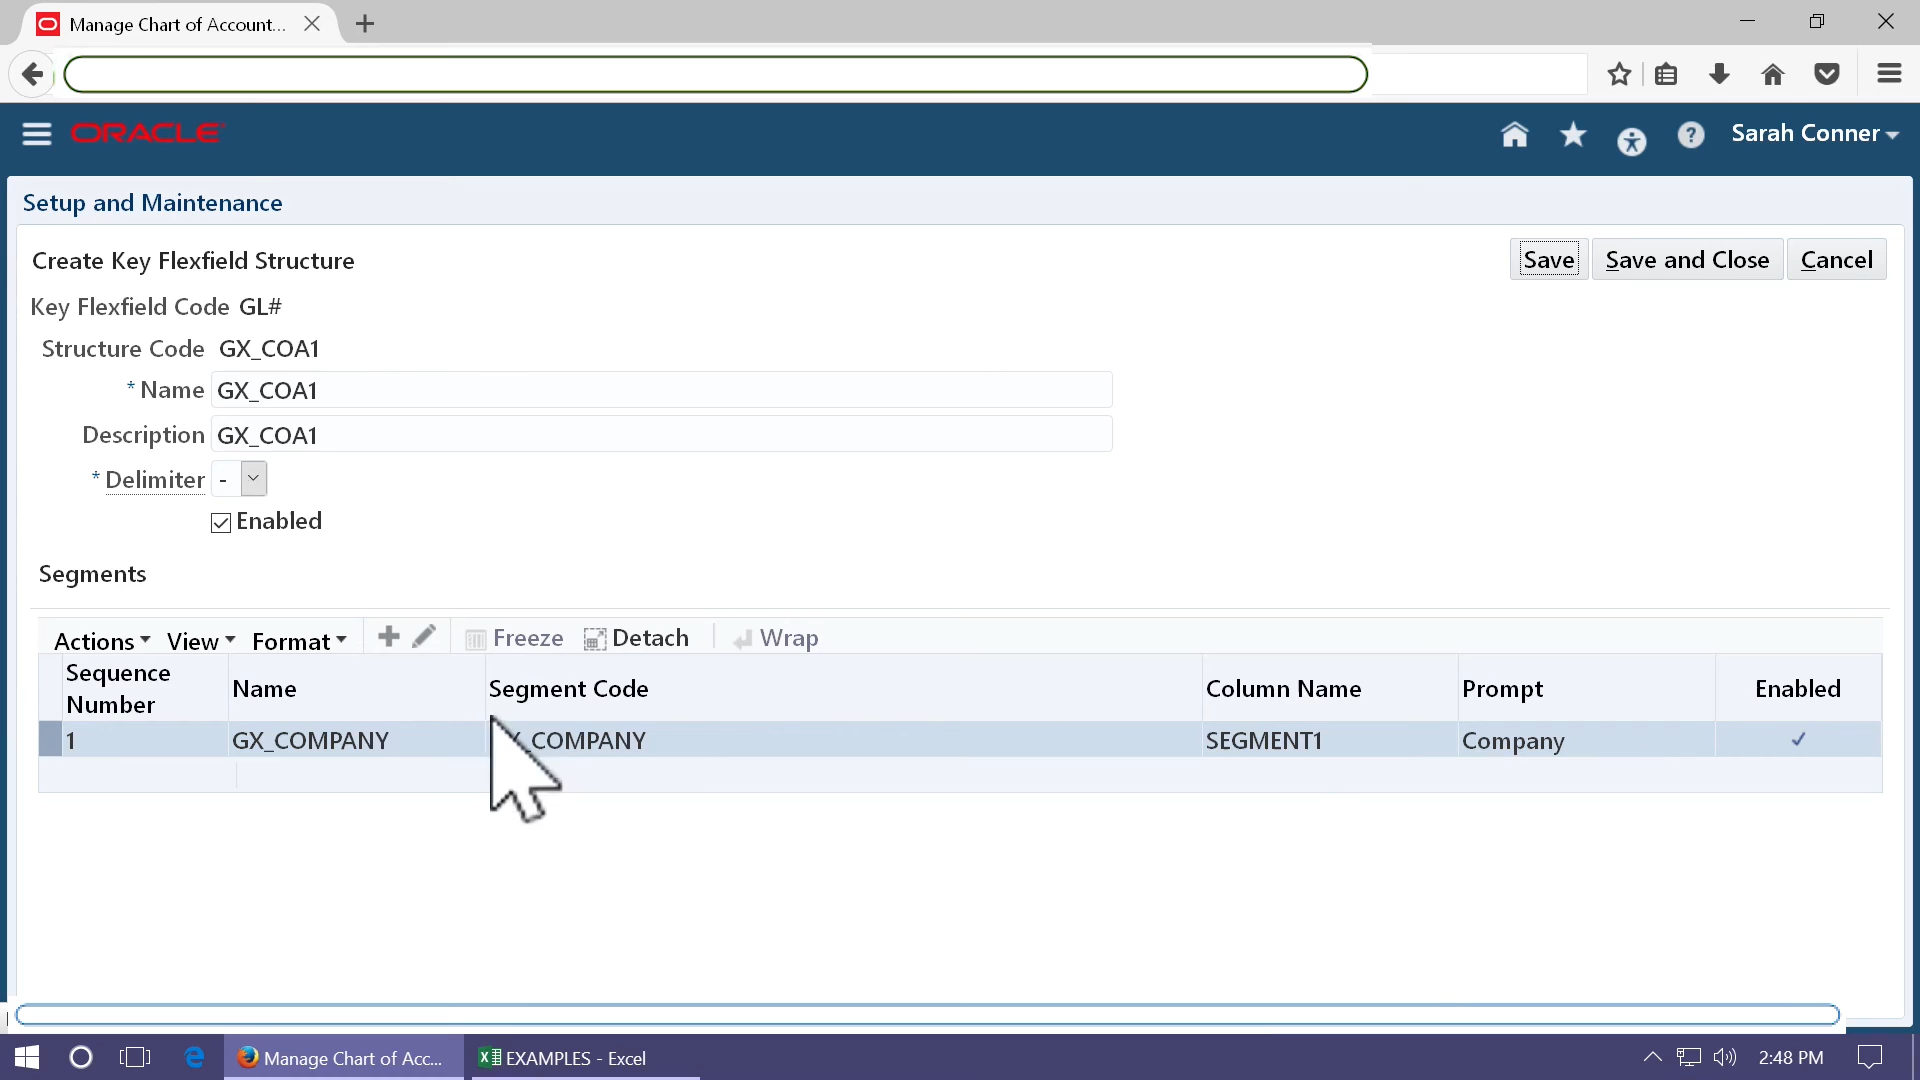 Manage Chart of Account...
ORACLE
Sarah Conner
Setup and Maintenance
Create Key Flexfield Structure
Save Save and Close Cancel
Key Flexfield Code GL#
Structure Code GX_COA1
* Name GX_COA1
Description GX_COA1
* Delimiter -
Enabled
Segments
Actions View Format Freeze Detach Wrap
Sequence Number Name Segment Code Column Name Prompt Enabled
1 GX_COMPANY COMPANY SEGMENT1 Company
Manage Chart of Acc... EXAMPLES - Excel 2:48 PM